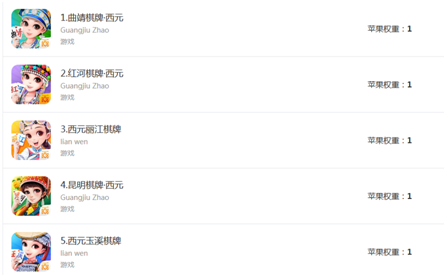 1.曲靖棋牌·西元
Guangjiu Zhao
游戏
苹果权重：1
2.红河棋牌·西元
Guangjiu Zhao
游戏
苹果权重：1
3.西元丽江棋牌
lian wen
游戏
苹果权重：1
4.昆明棋牌·西元
Guangjiu Zhao
游戏
苹果权重：1
5.西元玉溪棋牌
lian wen
游戏
苹果权重：1